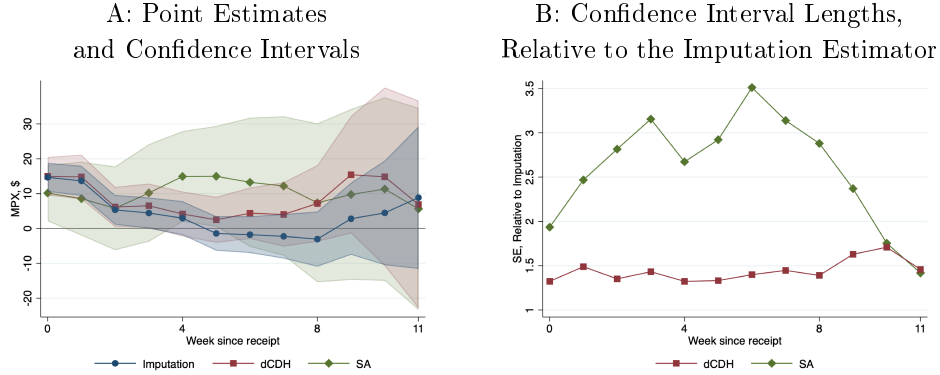 A: Point Estimates
and Confidence Intervals
MPX, $
30
20
10
0
-10
-20
0 4 8 11
Week since receipt
Imputation dCDH SA
B: Confidence Interval Lengths,
Relative to the Imputation Estimator
SE, Relative to Imputation
3.5
3
2.5
2
1.5
1
0 4 8 11
Week since receipt
dCDH SA